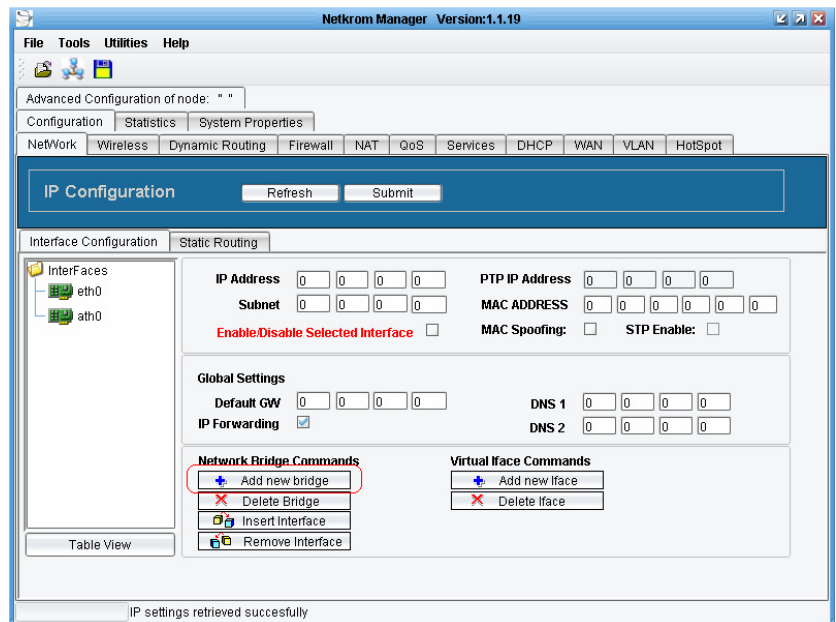 Netkrom Manager Version:1.1.19
File Tools Utilities Help
Advanced Configuration of node: " "
Configuration Statistics System Properties
NetWork Wireless Dynamic Routing Firewall NAT QoS Services DHCP WAN VLAN HotSpot
IP Configuration Refresh Submit
Interface Configuration Static Routing
InterFaces
eth0
ath0
Table View
IP Address 0 0 0 0 PTP IP Address 0 0 0 0
Subnet 0 0 0 0 MAC ADDRESS 0 0 0 0 0 0
Enable/Disable Selected Interface MAC Spoofing: STP Enable:
Global Settings
Default GW 0 0 0 0 DNS 1 0 0 0 0
IP Forwarding DNS 2 0 0 0 0
Network Bridge Commands Virtual Iface Commands
Add new bridge Add new Iface
Delete Bridge Delete Iface
Insert Interface
Remove Interface
IP settings retrieved succesfully